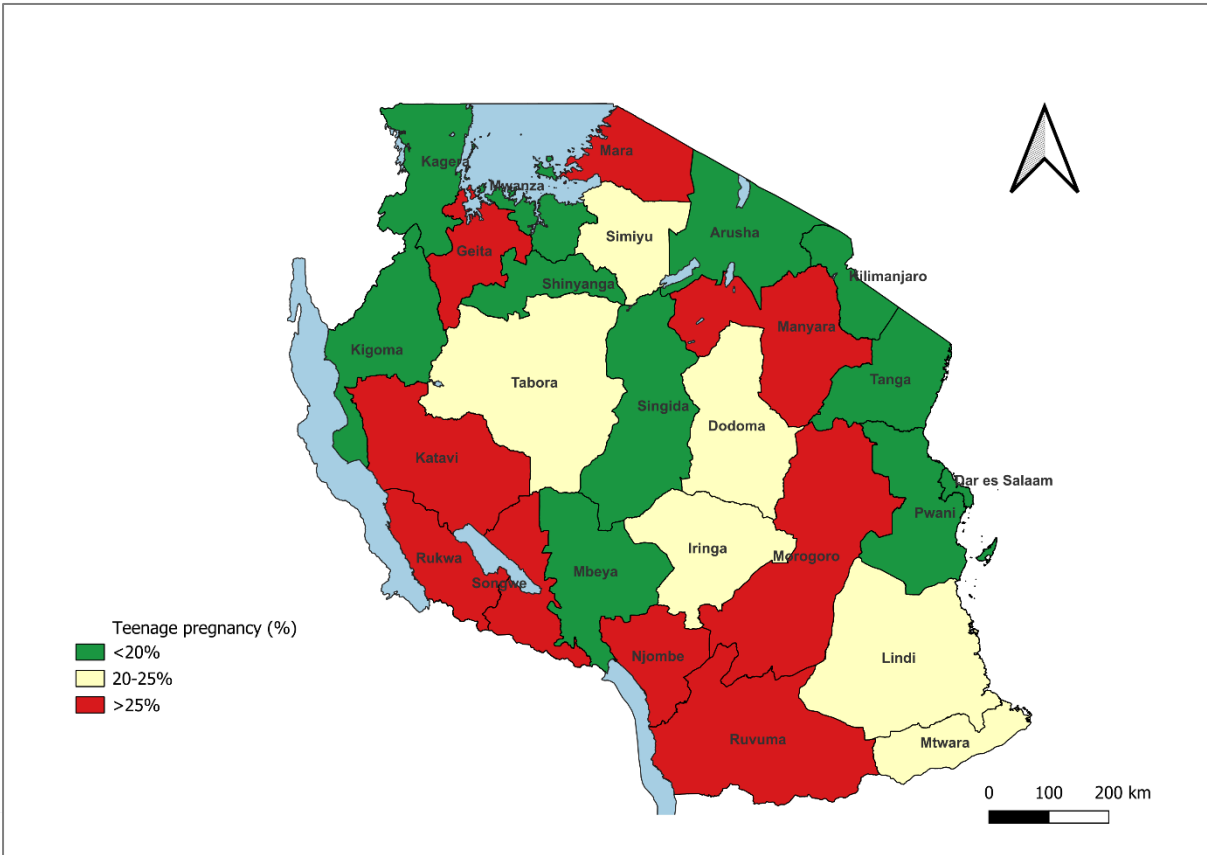 Mara
Kagera
Mwanza
Simiyu
Arusha
Geita
Kilimanjaro
Shinyanga
Manyara
Kigoma
Tabora
Tanga
Singida
Dodoma
Katavi
Dar es Salaam
Pwani
Iringa
Morogoro
Rukwa
Mbeya
Songwe
Teenage pregnancy (%)
<20%
20-25%
>25%
Njombe
Lindi
Ruvuma
Mtwara
0 100 200 km